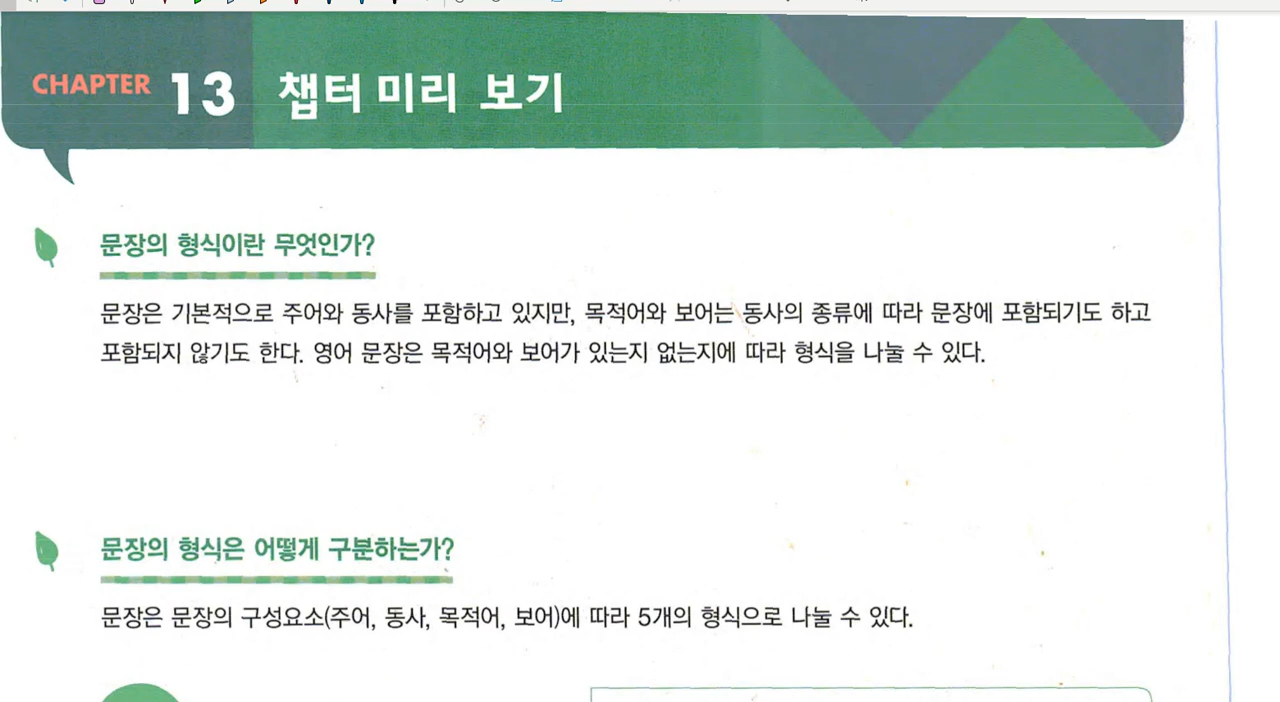 CHAPTER 13 챕터 미리 보기
문장의 형식이란 무엇인가?
문장은 기본적으로 주어와 동사를 포함하고 있지만, 목적어와 보어는 동사의 종류에 따라 문장에 포함되기도 하고
포함되지 않기도 한다. 영어 문장은 목적어와 보어가 있는지 없는지에 따라 형식을 나눌 수 있다.
문장의 형식은 어떻게 구분하는가?
문장은 문장의 구성요소(주어, 동사, 목적어, 보어)에 따라 5개의 형식으로 나눌 수 있다.